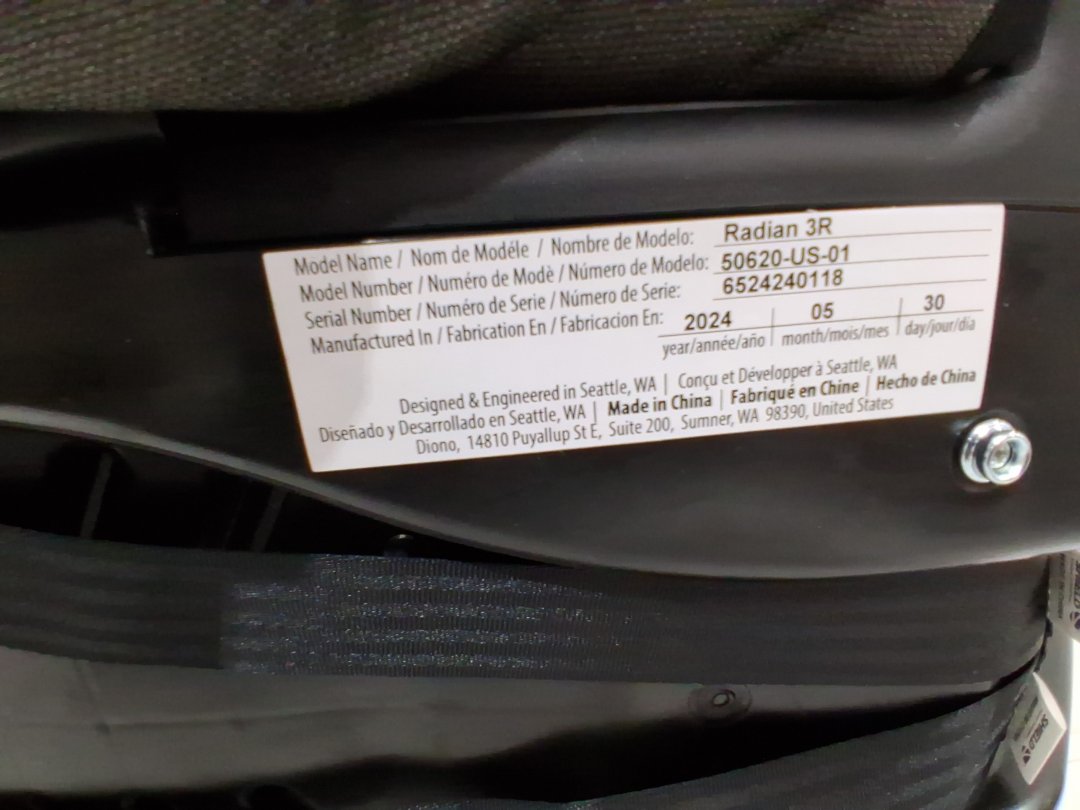 Model Name / Nom de Modéle / Nombre de Modelo: Radian 3R
Model Number / Numéro de Modè / Número de Modelo: 50620-US-01
Serial Number / Numéro de Serie / Número de Serie: 6524240118
Manufactured In / Fabrication En / Fabricacion En: 2024 05 30
year/année/año month/mois/mes day/jour/día
Designed & Engineered in Seattle, WA | Conçu et Développer à Seattle, WA
Diseñado y Desarrollado en Seattle, WA | Made in China | Fabriqué en Chine | Hecho de China
Diono, 14810 Puyallup St E, Suite 200, Sumner, WA 98390, United States